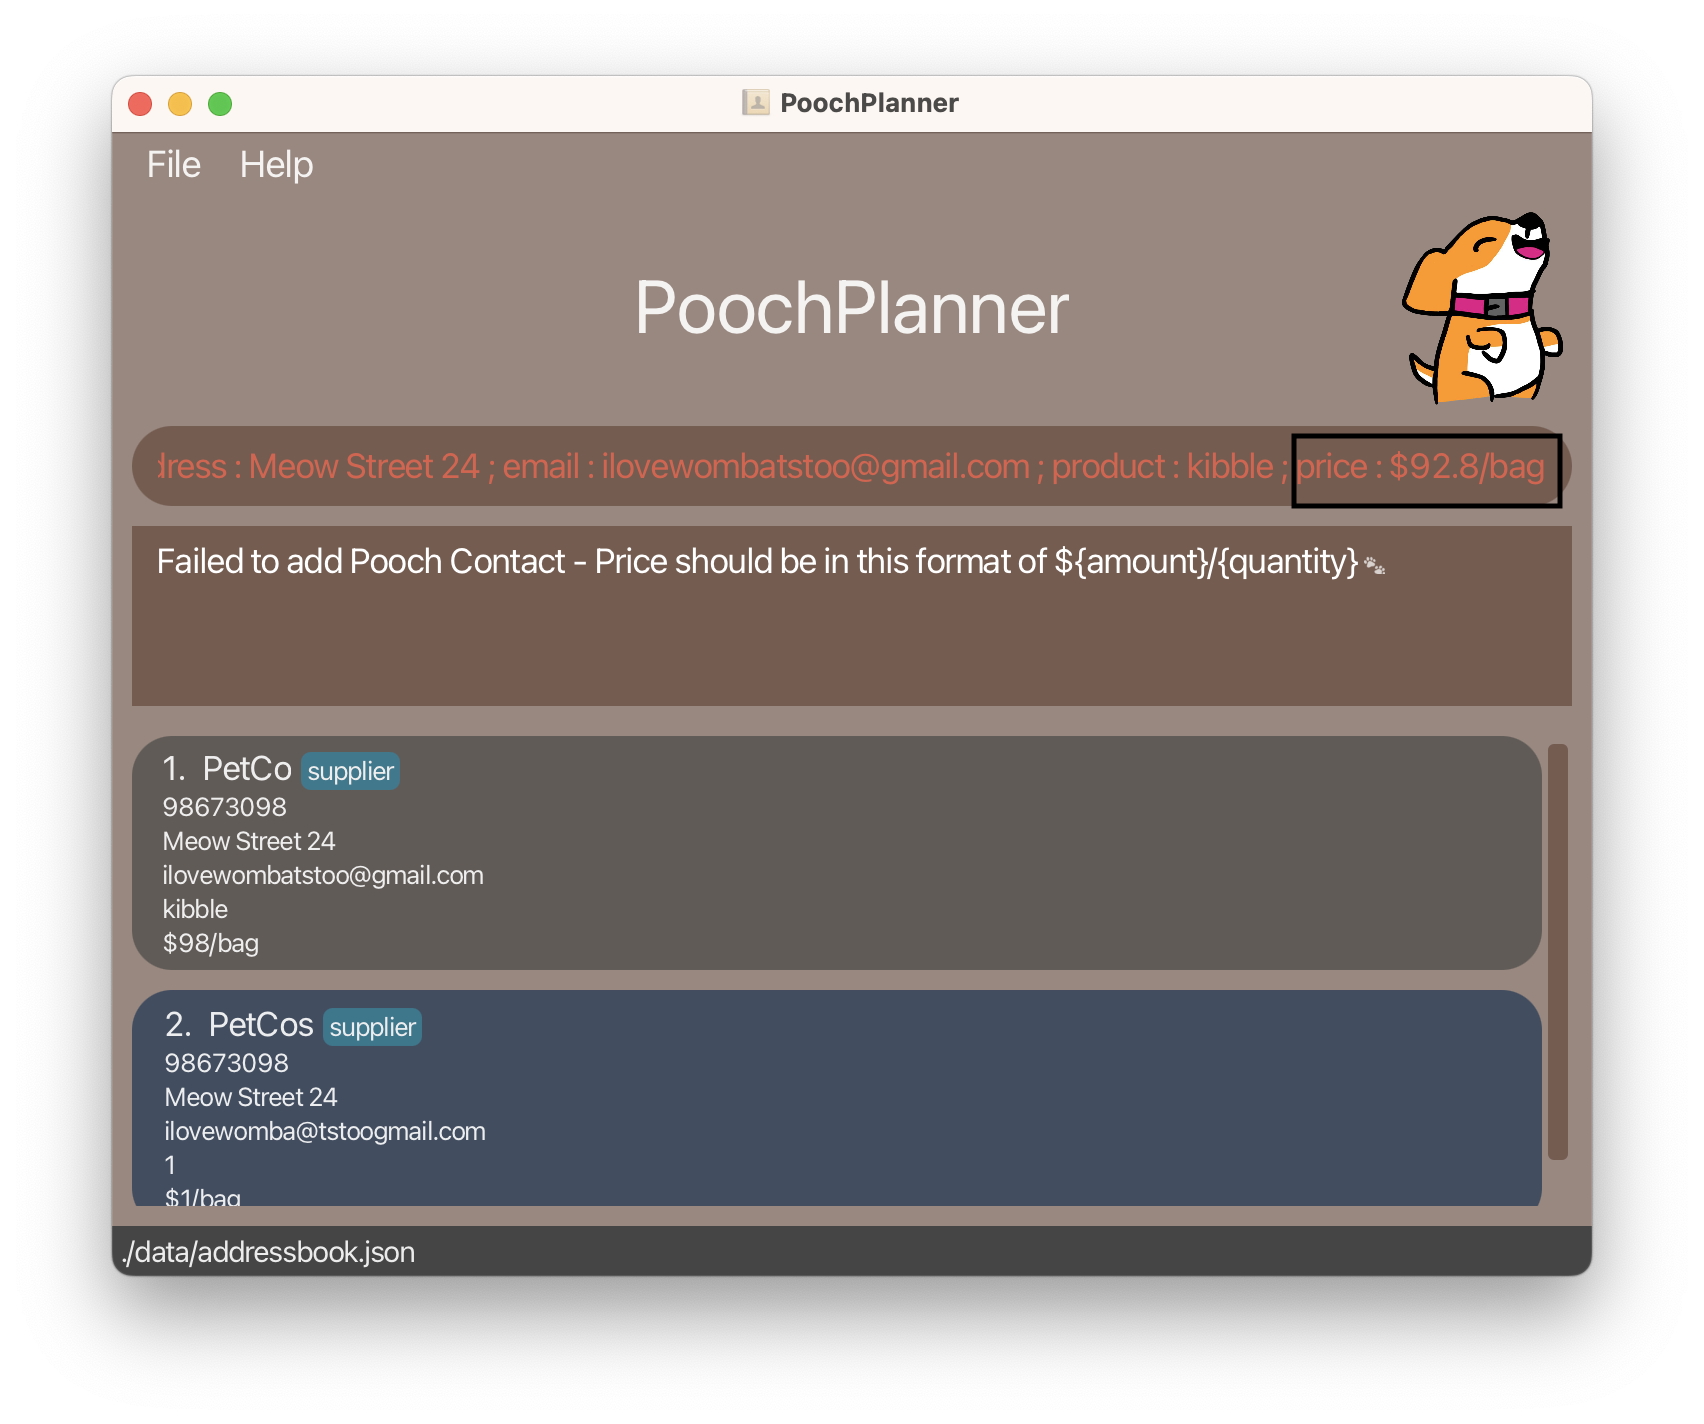 PoochPlanner
File Help
PoochPlanner
ress : Meow Street 24 ; email : ilovewombatstoo@gmail.com ; product : kibble ; price : $92.8/bag
Failed to add Pooch Contact - Price should be in this format of ${amount}/{quantity}
1. PetCo supplier
98673098
Meow Street 24
ilovewombatstoo@gmail.com
kibble
$98/bag
2. PetCos supplier
98673098
Meow Street 24
ilovewomba@tstoogmail.com
1
$1/bag
./data/addressbook.json